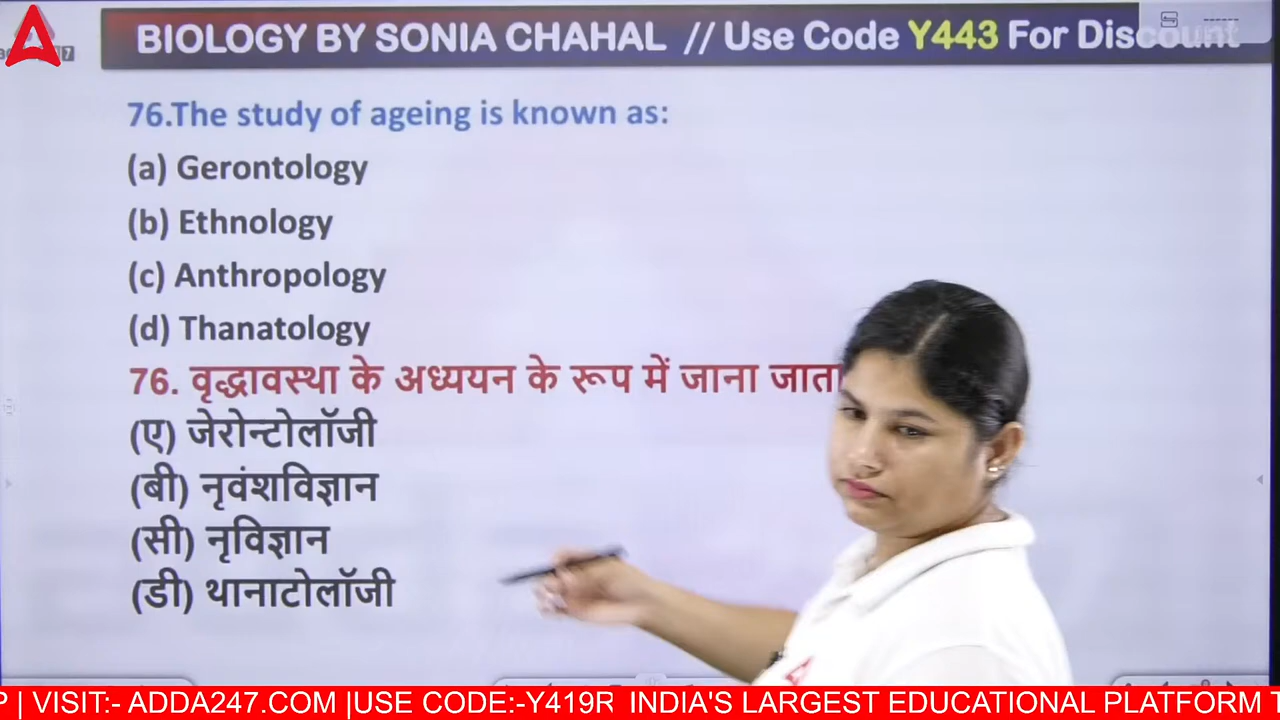 BIOLOGY BY SONIA CHAHAL // Use Code Y443 For Discount
76.The study of ageing is known as:
(a) Gerontology
(b) Ethnology
(c) Anthropology
(d) Thanatology
76. वृद्धावस्था के अध्ययन के रूप में जाना जाता
(ए) जेरोन्टोलॉजी
(बी) नृवंशविज्ञान
(सी) नृविज्ञान
(डी) थानाटोलॉजी
P | VISIT:- ADDA247.COM |USE CODE:-Y419R INDIA'S LARGEST EDUCATIONAL PLATFORM T